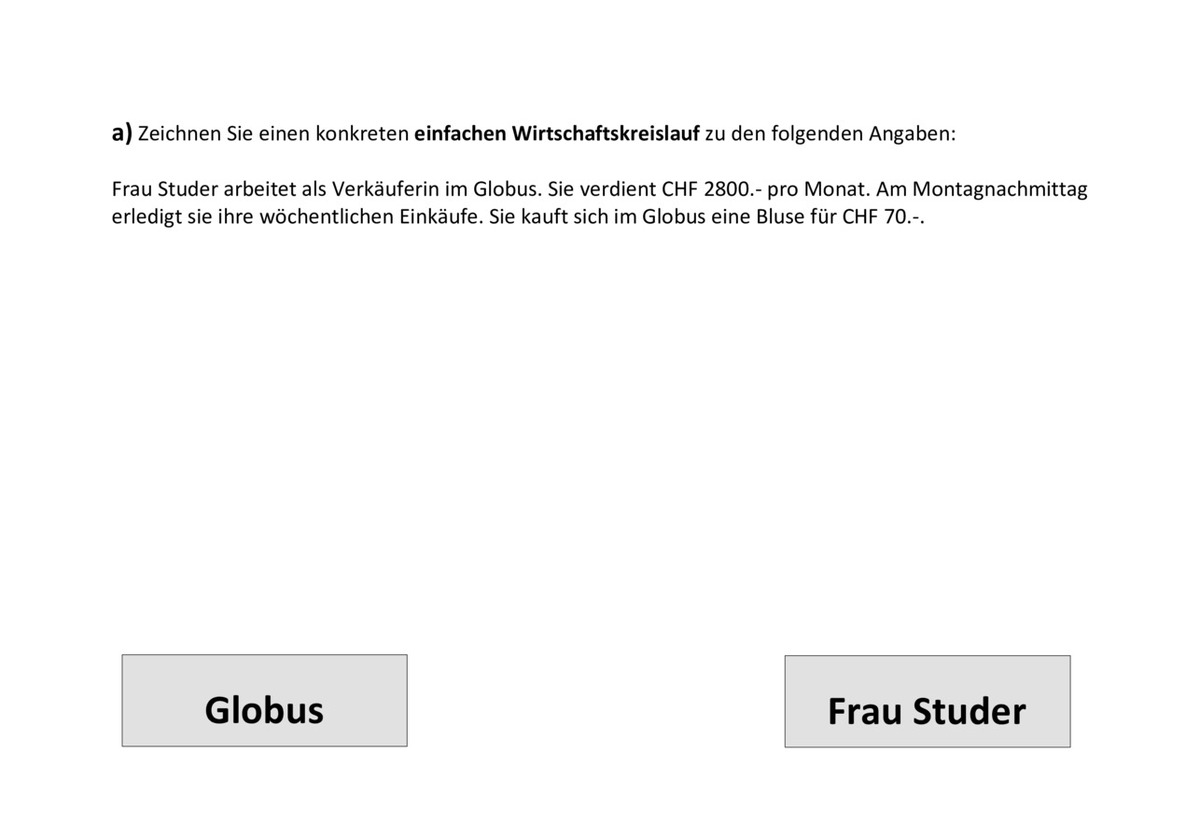 a) Zeichnen Sie einen konkreten einfachen Wirtschaftskreislauf zu den folgenden Angaben:
Frau Studer arbeitet als Verkäuferin im Globus. Sie verdient CHF 2800.- pro Monat. Am Montagnachmittag
erledigt sie ihre wöchentlichen Einkäufe. Sie kauft sich im Globus eine Bluse für CHF 70.-.
Globus
Frau Studer